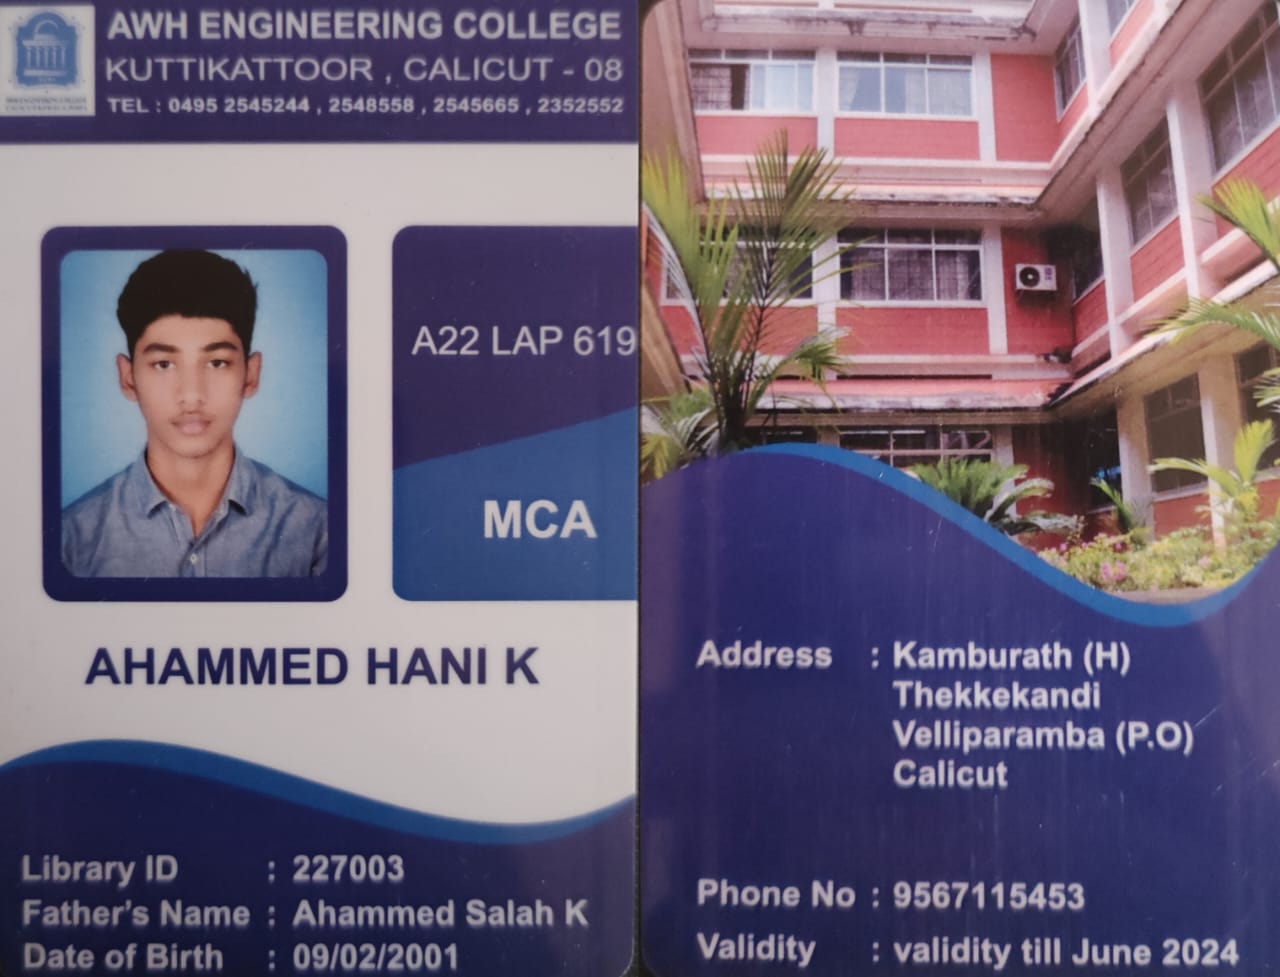 AWH ENGINEERING COLLEGE
KUTTIKATTOOR , CALICUT - 08
TEL : 0495 2545244 , 2548558 , 2545665 , 2352552
A22 LAP 619
MCA
AHAMMED HANI K
Library ID : 227003
Father's Name : Ahammed Salah K
Date of Birth : 09/02/2001
Address : Kamburath (H)
Thekkekandi
Velliparamba (P.O)
Calicut
Phone No : 9567115453
Validity : validity till June 2024